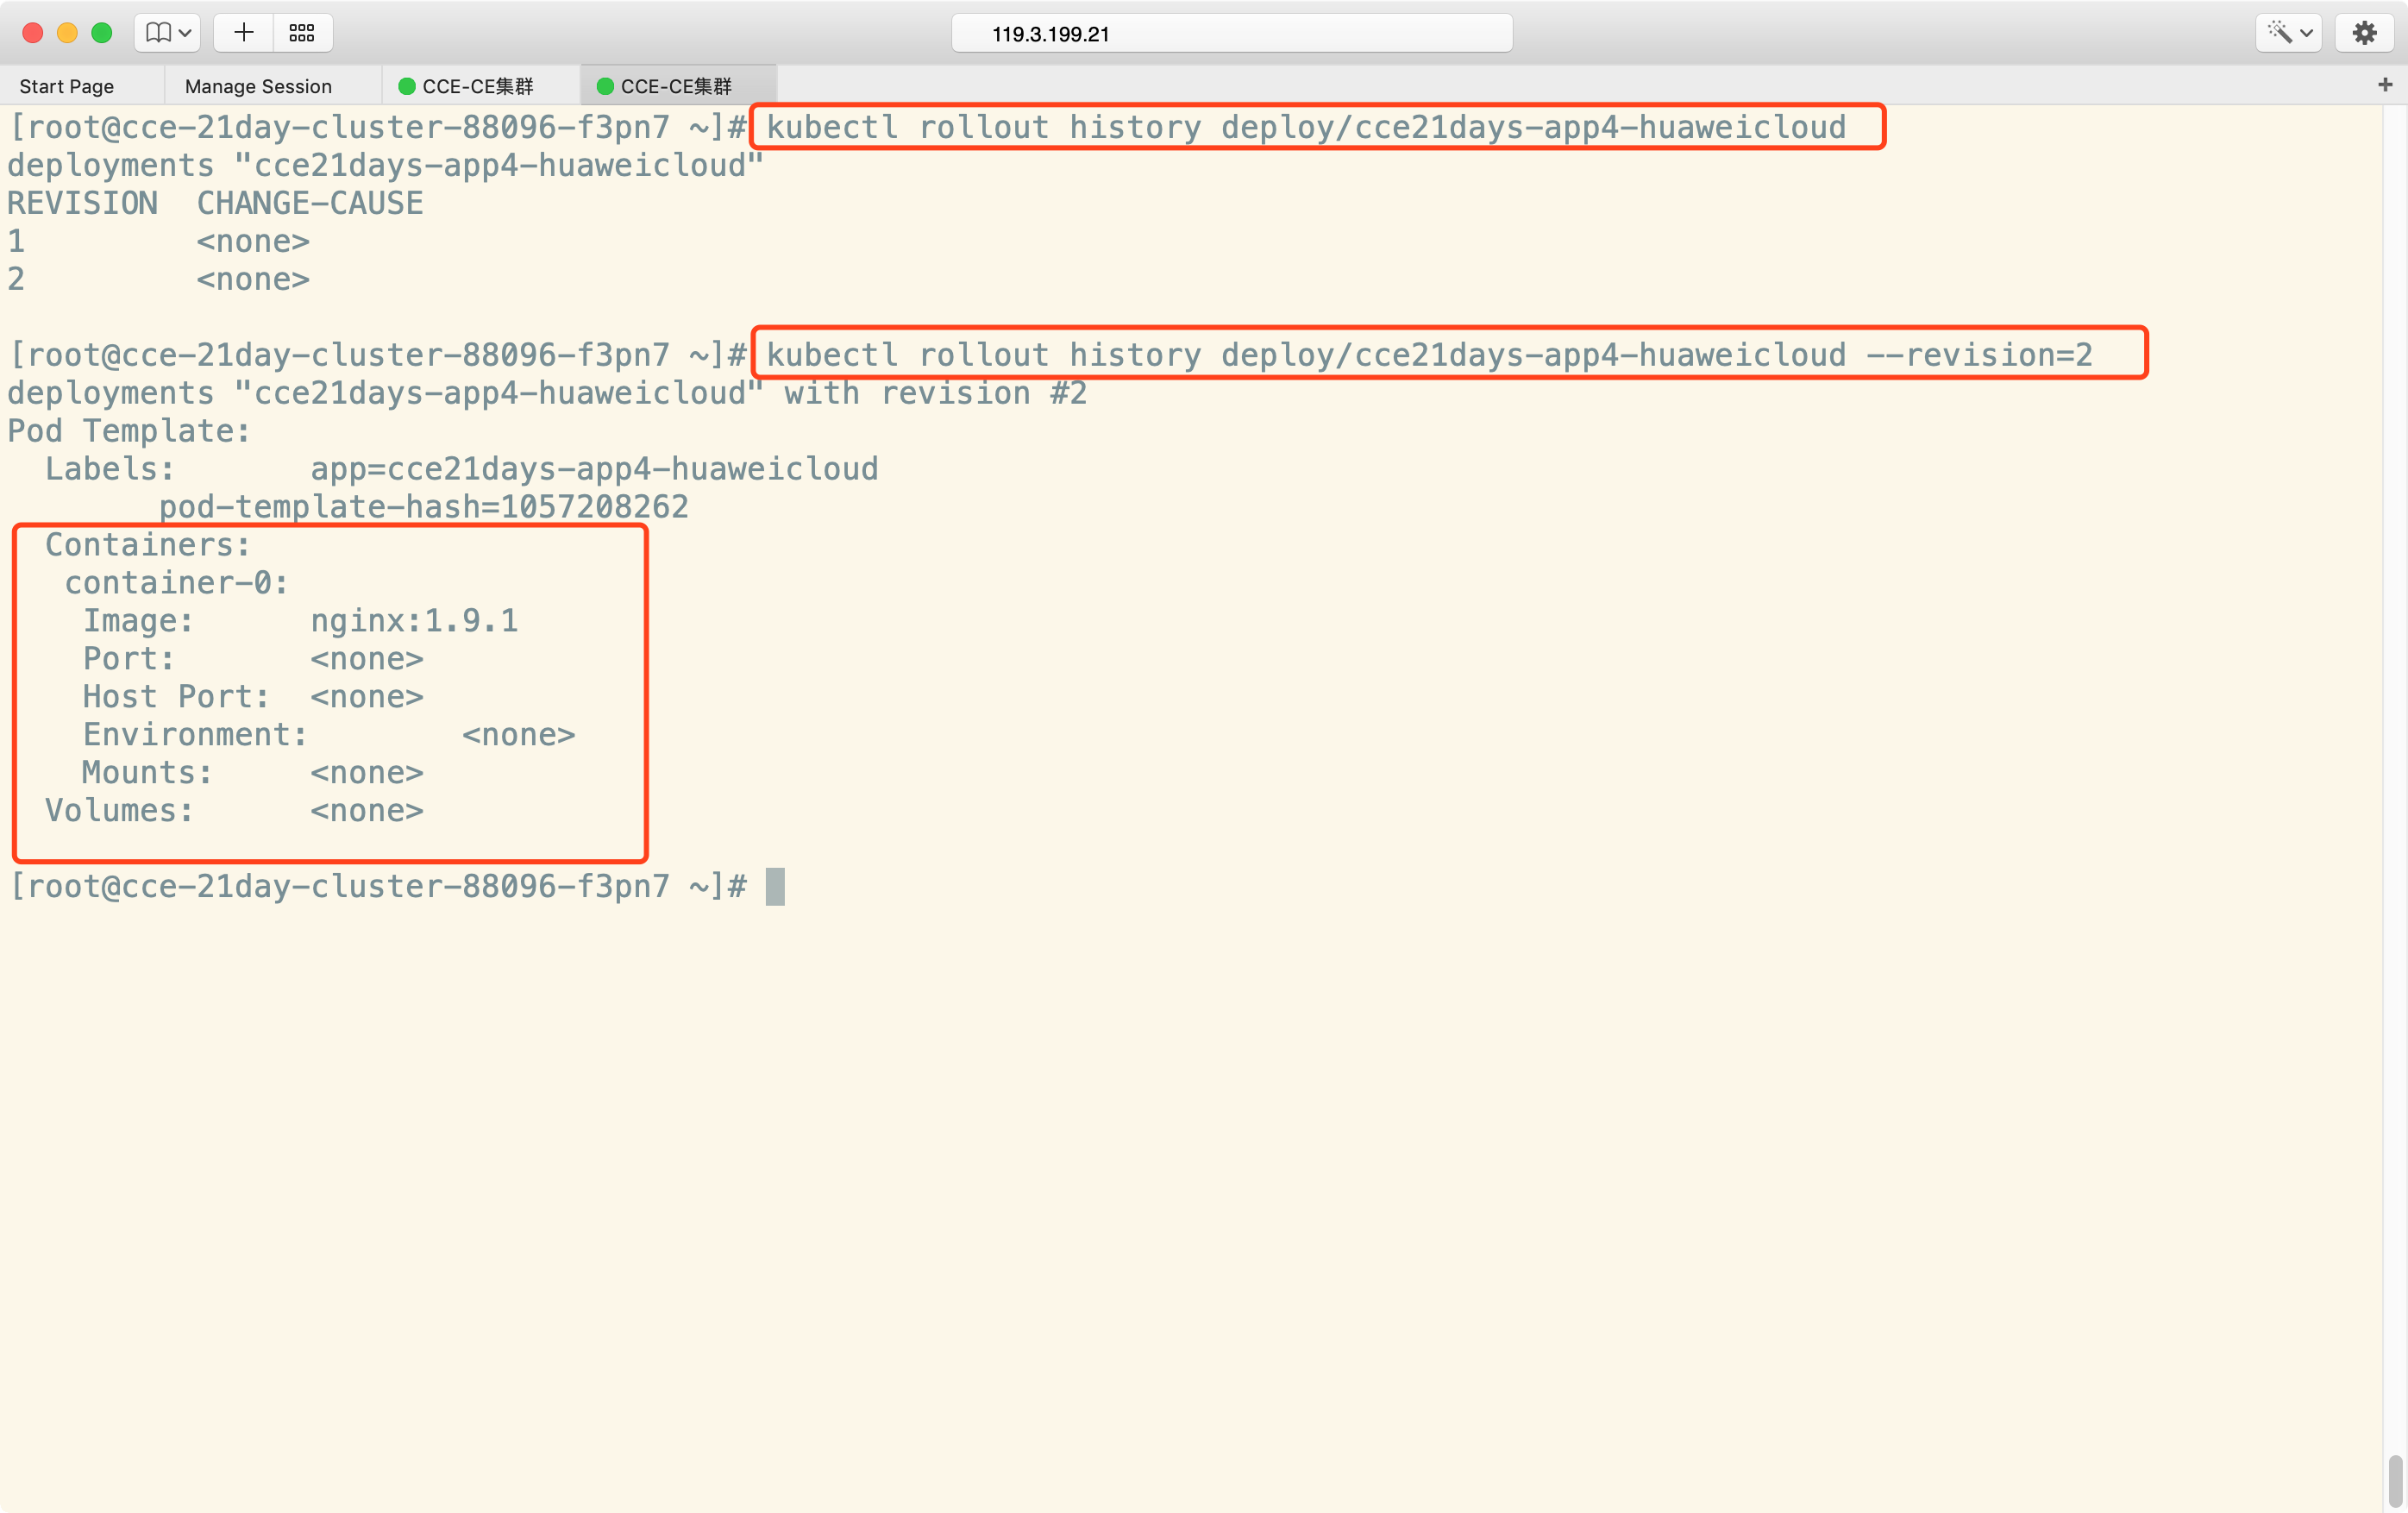 119.3.199.21
Start Page
Manage Session
CCE-CE集群
CCE-CE集群
[root@cce-21day-cluster-88096-f3pn7 ~]# kubectl rollout history deploy/cce21days-app4-huaweicloud
deployments "cce21days-app4-huaweicloud"
REVISION  CHANGE-CAUSE
1         <none>
2         <none>
[root@cce-21day-cluster-88096-f3pn7 ~]# kubectl rollout history deploy/cce21days-app4-huaweicloud --revision=2
deployments "cce21days-app4-huaweicloud" with revision #2
Pod Template:
  Labels:       app=cce21days-app4-huaweicloud
        pod-template-hash=1057208262
  Containers:
   container-0:
    Image:      nginx:1.9.1
    Port:       <none>
    Host Port:  <none>
    Environment:        <none>
    Mounts:     <none>
  Volumes:      <none>
[root@cce-21day-cluster-88096-f3pn7 ~]#